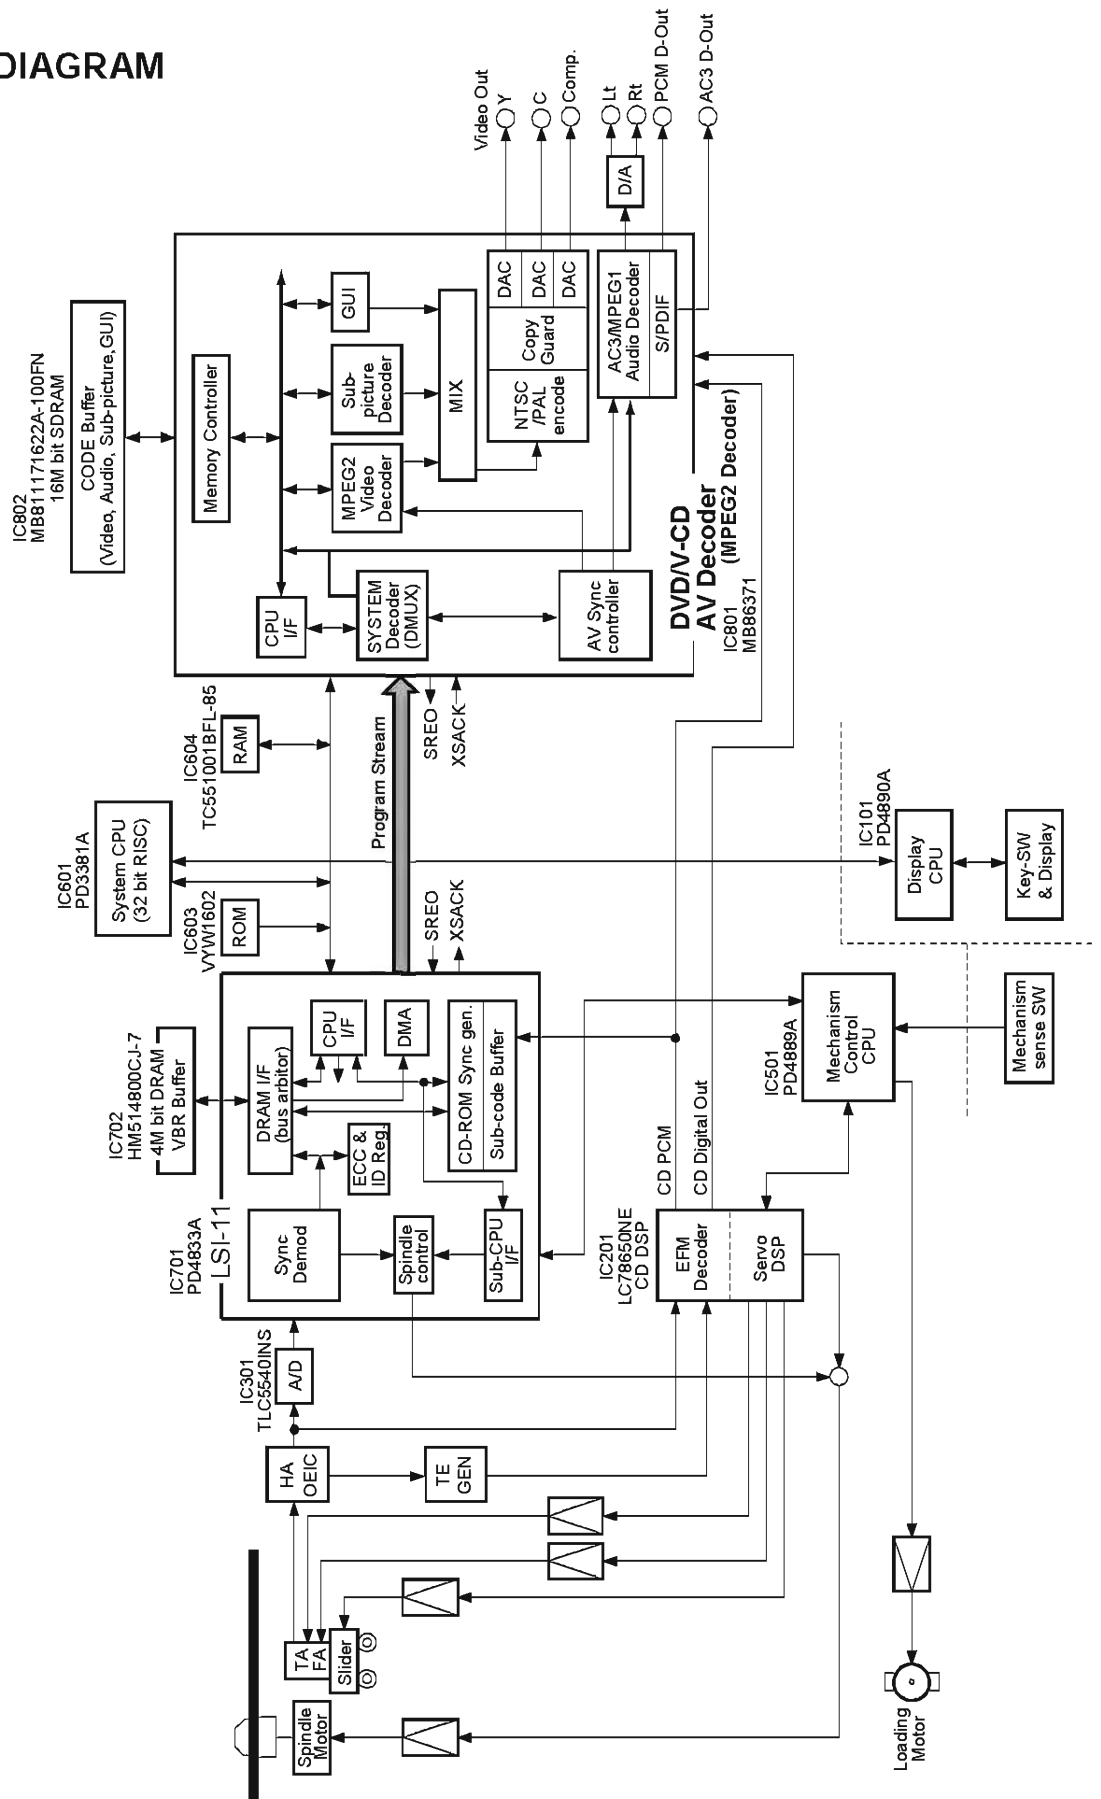 DIAGRAM
Video Out
Y
C
Comp.
Lt
Rt
PCM D-Out
AC3 D-Out
D/A
IC802
MB811171622A-100FN
16M bit SDRAM
CODE Buffer
(Video, Audio, Sub-picture,GUI)
Memory Controller
GUI
Sub-
picture
Decoder
MPEG2
Video
Decoder
MIX
DAC
DAC
DAC
Copy
Guard
NTSC
/PAL
encode
AC3/MPEG1
Audio Decoder
S/PDIF
CPU
I/F
SYSTEM
Decoder
(DMUX)
AV Sync
controller
DVD/V-CD
AV Decoder
(MPEG2 Decoder)
IC801
MB86371
IC604
TC551001BFL-85
RAM
SREO
XSACK
Program Stream
IC601
PD3381A
System CPU
(32 bit RISC)
IC603
VYW1602
ROM
SREO
XSACK
IC101
PD4890A
Display
CPU
Key-SW
& Display
IC702
HM514800CJ-7
4M bit DRAM
VBR Buffer
DRAM I/F
(bus arbitor)
CPU
I/F
DMA
CD-ROM Sync gen.
Sub-code Buffer
ECC &
ID Reg.
IC701
PD4833A
LSI-11
Sync
Demod
Spindle
control
Sub-CPU
I/F
CD PCM
CD Digital Out
IC501
PD4889A
Mechanism
Control
CPU
Mechanism
sense SW
IC201
LC78650NE
CD DSP
EFM
Decoder
Servo
DSP
IC301
TLC5540INS
A/D
HA
OEIC
TE
GEN
TA
FA
Slider
Spindle
Motor
Loading
Motor